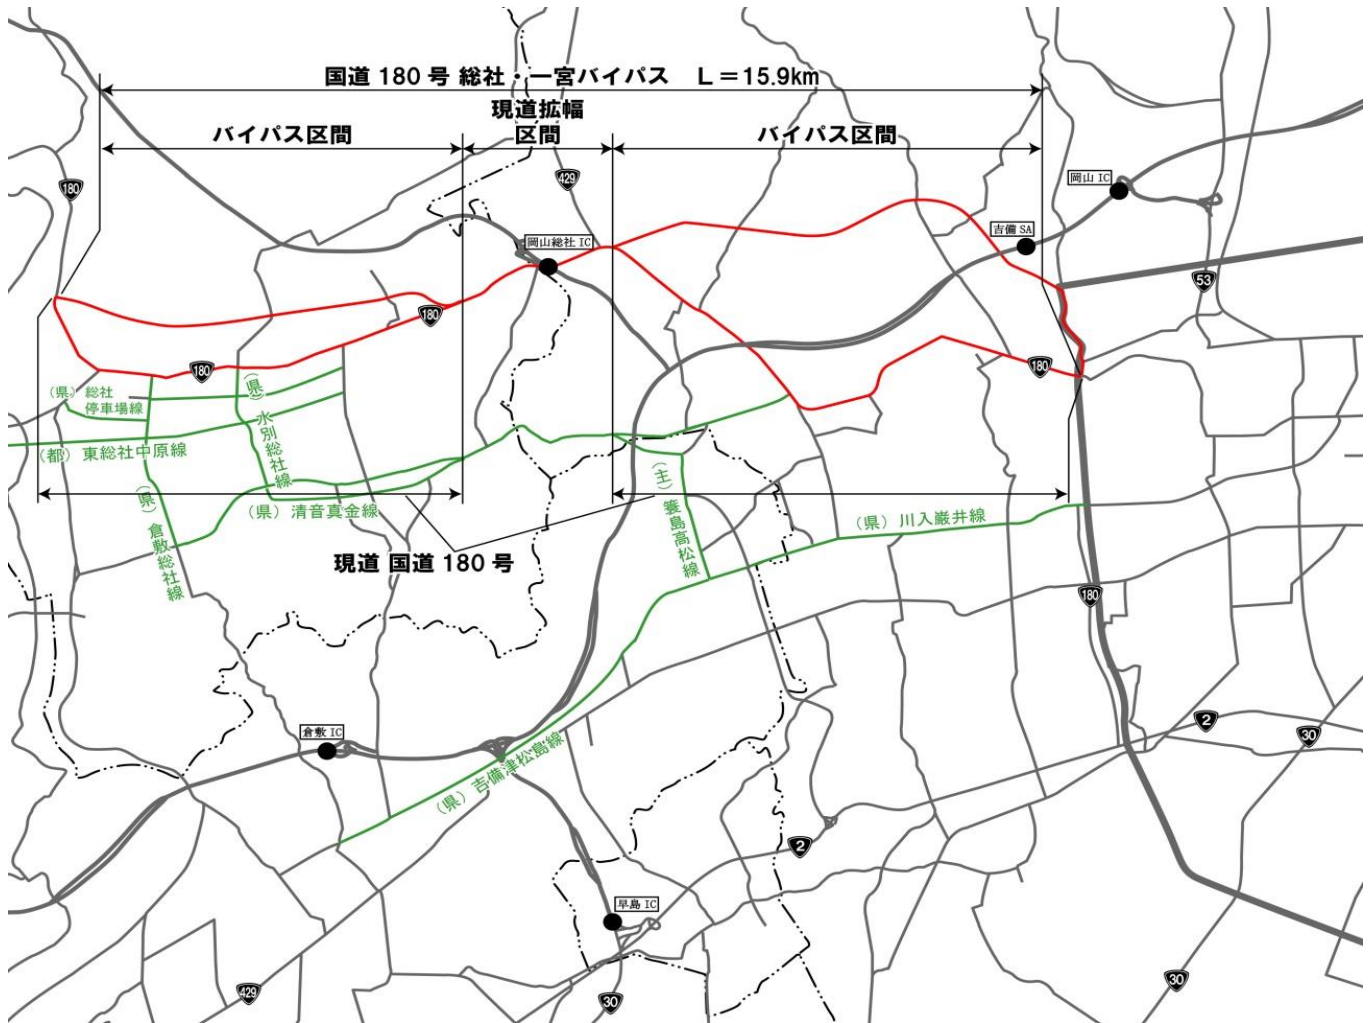 国道 180 号 総社・一宮バイパス　L＝15.9km
現道拡幅
区間
バイパス区間
バイパス区間
180
429
岡山 IC
吉備 SA
岡山総社 IC
53
180
180
180
(県) 総社
停車場線
(県) 水別総社線
(都) 東総社中原線
(県) 倉敷総社線
(県) 清音真金線
(主) 箕島高松線
(県) 川入巌井線
現道 国道 180 号
180
倉敷 IC
(県) 吉備津松島線
2
30
2
早島 IC
429
30
30